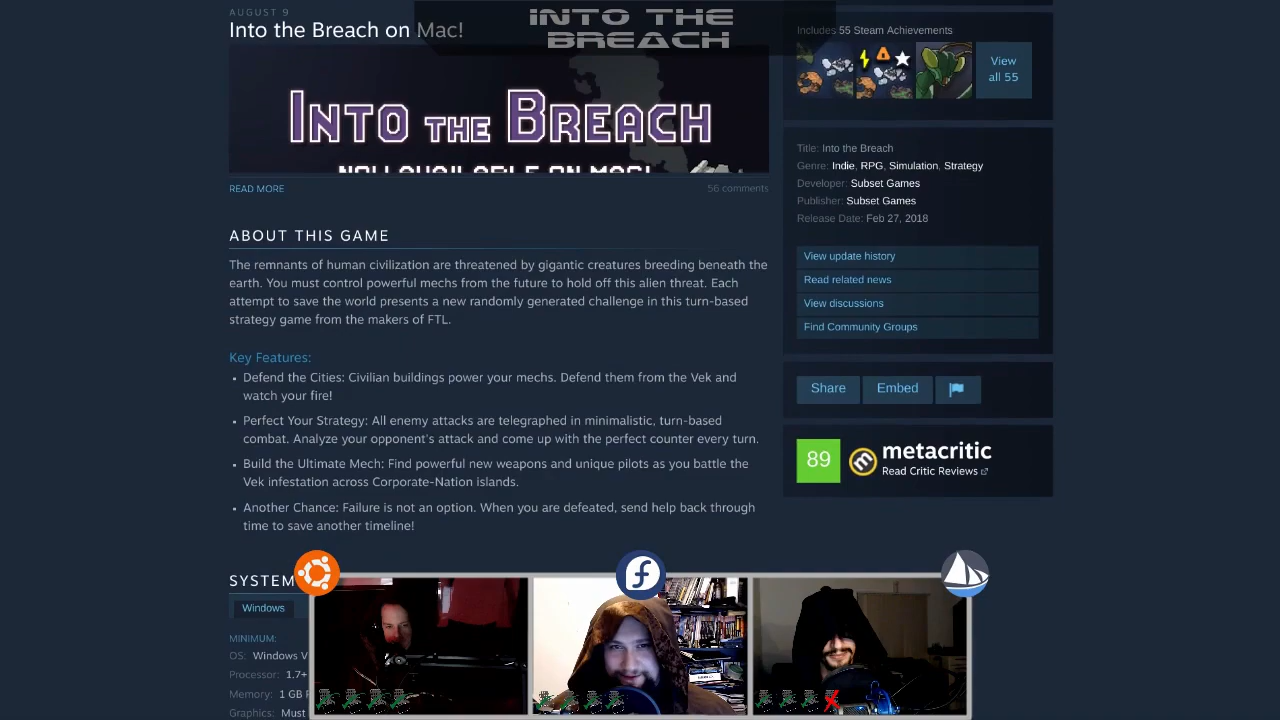 AUGUST 9
Into the Breach on Mac!
INTO THE
BREACH
INTO THE BREACH
NOW AVAILABLE ON MAC!
READ MORE
56 comments
ABOUT THIS GAME
The remnants of human civilization are threatened by gigantic creatures breeding beneath the
earth. You must control powerful mechs from the future to hold off this alien threat. Each
attempt to save the world presents a new randomly generated challenge in this turn-based
strategy game from the makers of FTL.
Key Features:
Defend the Cities: Civilian buildings power your mechs. Defend them from the Vek and
watch your fire!
Perfect Your Strategy: All enemy attacks are telegraphed in minimalistic, turn-based
combat. Analyze your opponent's attack and come up with the perfect counter every turn.
Build the Ultimate Mech: Find powerful new weapons and unique pilots as you battle the
Vek infestation across Corporate-Nation islands.
Another Chance: Failure is not an option. When you are defeated, send help back through
time to save another timeline!
SYSTEM
Windows
MINIMUM:
OS: Windows V
Processor: 1.7+
Memory: 1 GB
Graphics: Must
Includes 55 Steam Achievements
View
all 55
Title: Into the Breach
Genre: Indie, RPG, Simulation, Strategy
Developer: Subset Games
Publisher: Subset Games
Release Date: Feb 27, 2018
View update history
Read related news
View discussions
Find Community Groups
Share
Embed
89
metacritic
Read Critic Reviews